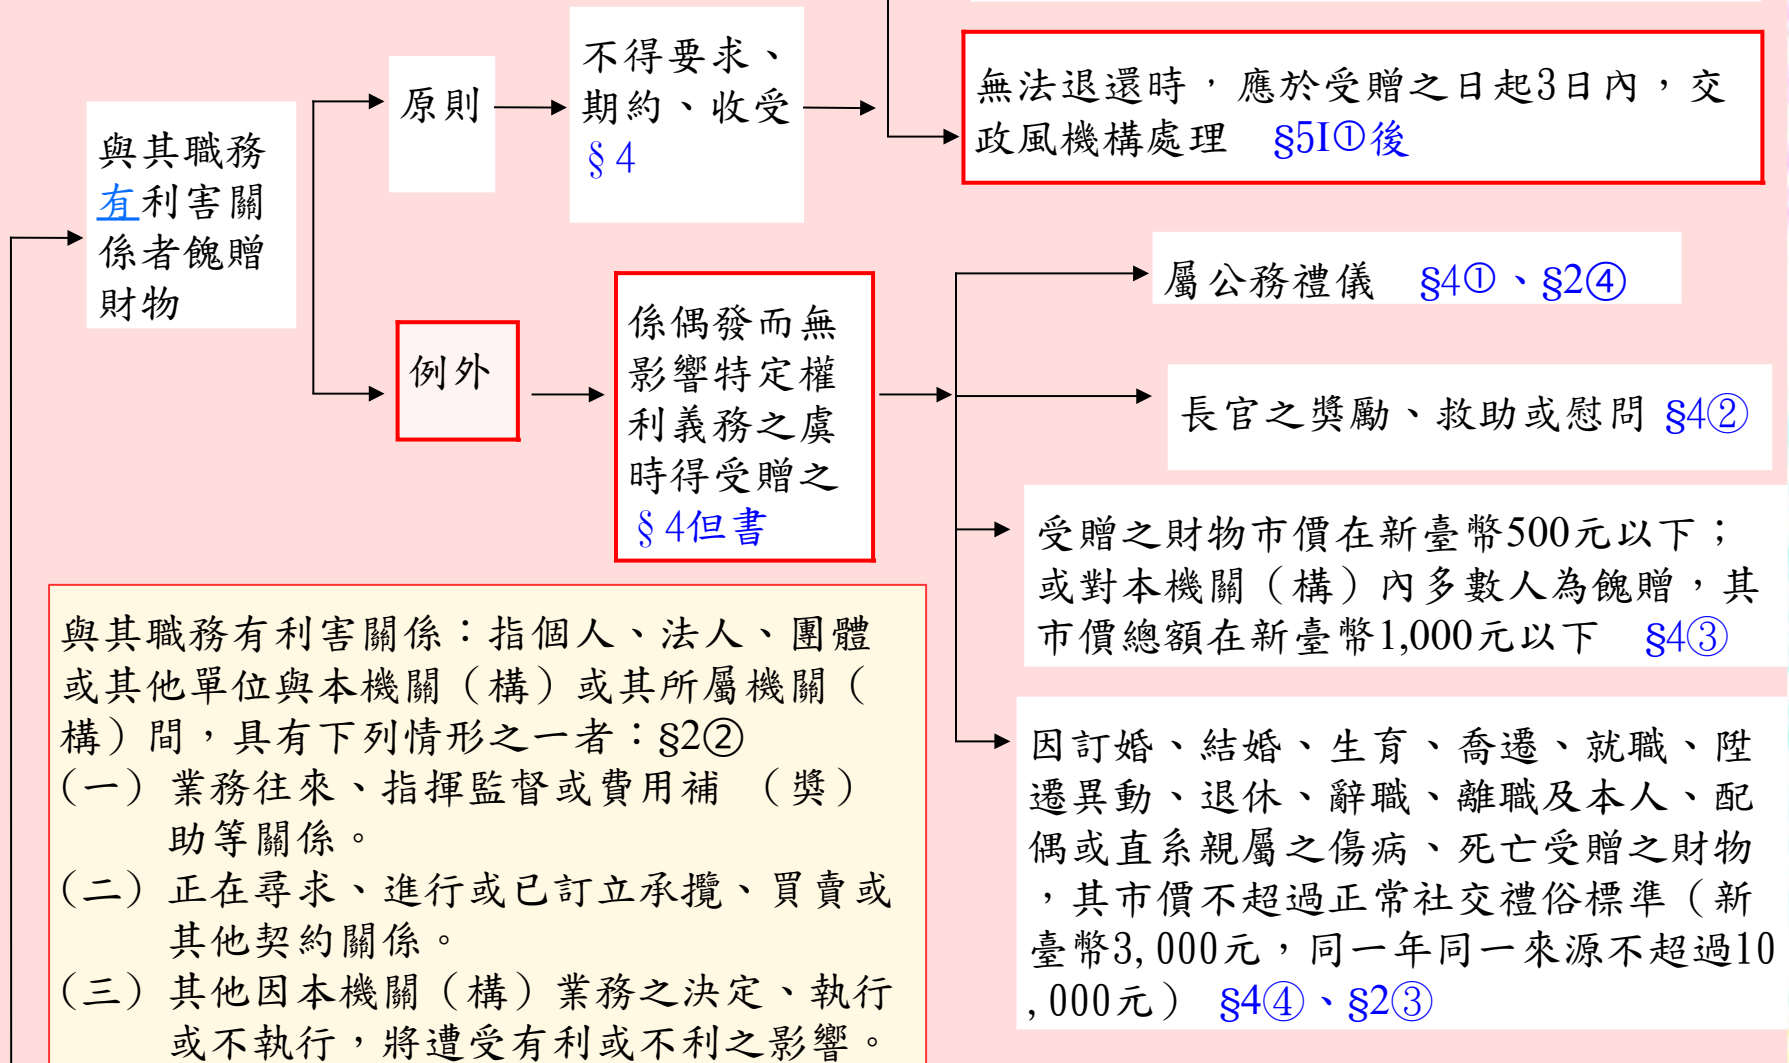 與其職務
有利害關
係者餽贈
財物
原則
不得要求、
期約、收受
§4
無法退還時，應於受贈之日起3日內，交
政風機構處理 §5I①後
例外
係偶發而無
影響特定權
利義務之虞
時得受贈之
§4但書
屬公務禮儀 §4①、§2④
長官之獎勵、救助或慰問 §4②
受贈之財物市價在新臺幣500元以下；
或對本機關（構）內多數人為餽贈，其
市價總額在新臺幣1,000元以下 §4③
因訂婚、結婚、生育、喬遷、就職、陞
遷異動、退休、辭職、離職及本人、配
偶或直系親屬之傷病、死亡受贈之財物
，其市價不超過正常社交禮俗標準（新
臺幣3,000元，同一年同一來源不超過10
,000元） §4④、§2③
與其職務有利害關係：指個人、法人、團體
或其他單位與本機關（構）或其所屬機關（
構）間，具有下列情形之一者：§2②
(一) 業務往來、指揮監督或費用補 （獎）
助等關係。
(二) 正在尋求、進行或已訂立承攬、買賣或
其他契約關係。
(三) 其他因本機關（構）業務之決定、執行
或不執行，將遭受有利或不利之影響。